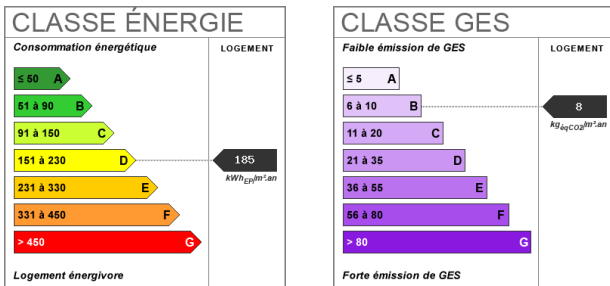 CLASSE ÉNERGIE
Consommation énergétique
LOGEMENT
≤ 50 A
51 à 90 B
91 à 150 C
151 à 230 D
185
kWhEP/m².an
231 à 330 E
331 à 450 F
> 450 G
Logement énergivore
CLASSE GES
Faible émission de GES
LOGEMENT
≤ 5 A
6 à 10 B
8
kgéqCO2/m².an
11 à 20 C
21 à 35 D
36 à 55 E
56 à 80 F
> 80 G
Forte émission de GES